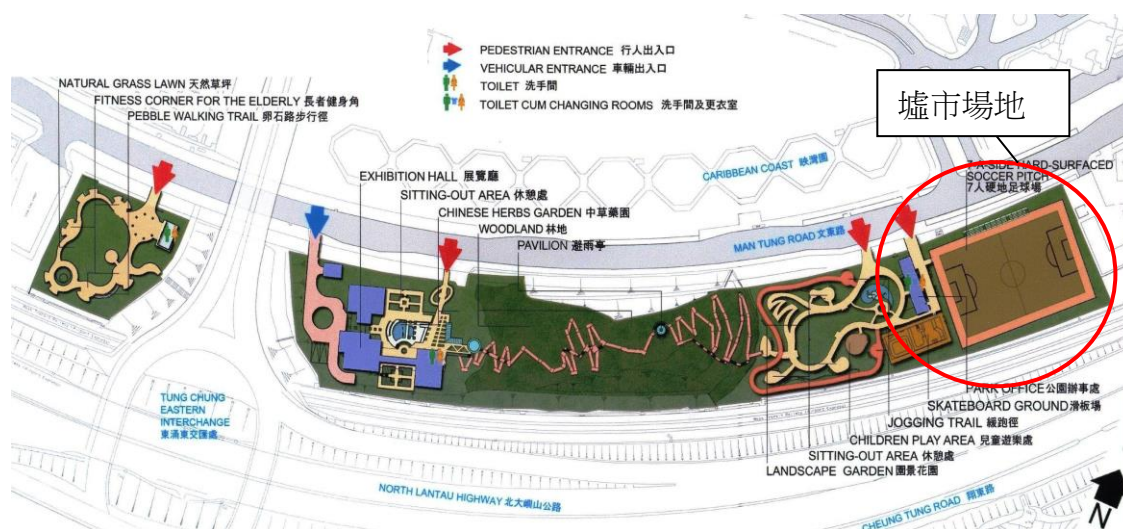 PEDESTRIAN ENTRANCE 行人出入口
VEHICULAR ENTRANCE 車輛出入口
TOILET 洗手間
TOILET CUM CHANGING ROOMS 洗手間及更衣室
墟市場地
NATURAL GRASS LAWN 天然草坪
FITNESS CORNER FOR THE ELDERLY 長者健身角
PEBBLE WALKING TRAIL 卵石路步行徑
EXHIBITION HALL 展覽廳
SITTING-OUT AREA 休憩處
CHINESE HERBS GARDEN 中草藥園
WOODLAND 林地
PAVILION 避雨亭
CARIBBEAN COAST 映灣園
7-A-SIDE HARD-SURFACED
SOCCER PITCH
7人硬地足球場
MAN TUNG ROAD 文東路
TUNG CHUNG
EASTERN
INTERCHANGE
東涌東交匯處
PARK OFFICE 公園辦事處
SKATEBOARD GROUND 滑板場
JOGGING TRAIL 緩跑徑
CHILDREN PLAY AREA 兒童遊樂處
SITTING-OUT AREA 休憩處
LANDSCAPE GARDEN 園景花園
NORTH LANTAU HIGHWAY 北大嶼山公路
CHEUNG TUNG ROAD 翔東路
N